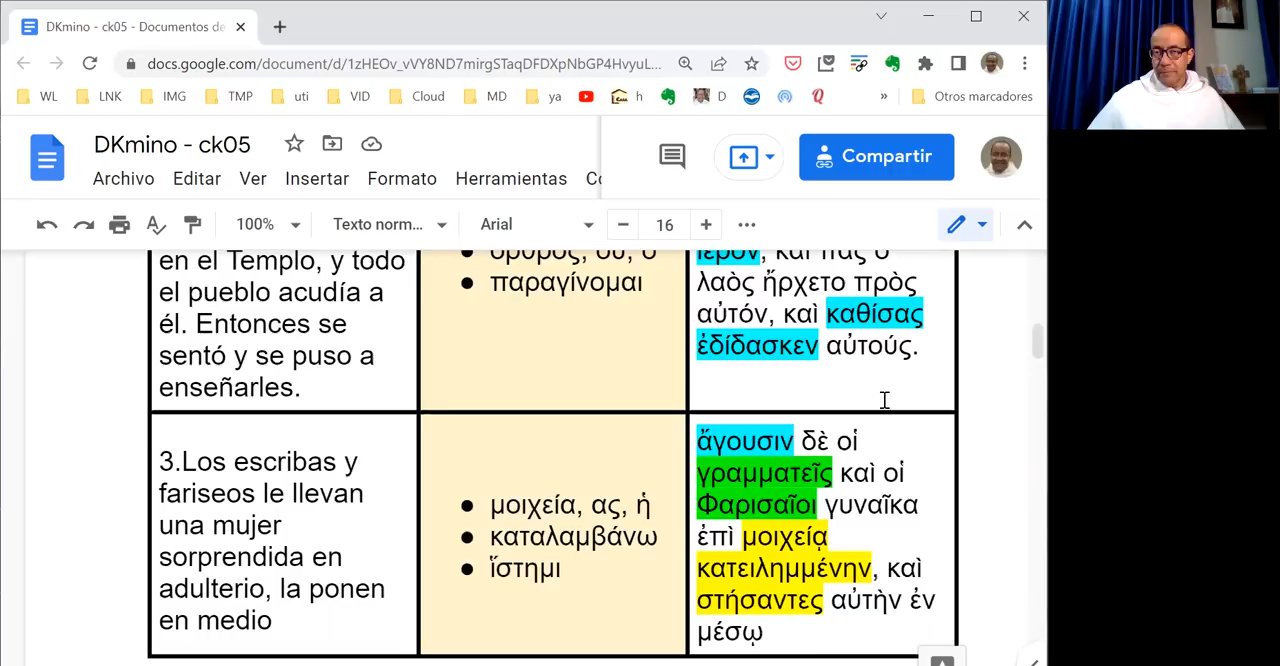 DKmino - ck05 - Documentos de
docs.google.com/document/d/1zHEOv_vVY8ND7mirgSTaqDFDXpNbGP4HvyuL...
WL LNK IMG TMP uti VID Cloud MD ya h D » Otros marcadores
DKmino - ck05
Compartir
Archivo Editar Ver Insertar Formato Herramientas
100% Texto norm... Arial 16
en el Templo, y todo
el pueblo acudía a
él. Entonces se
sentó y se puso a
enseñarles.
ὄρθρος, ου, ὁ
παραγίνομαι
ἱερόν, καὶ πᾶς ὁ
λαὸς ἤρχετο πρὸς
αὐτόν, καὶ καθίσας
ἐδίδασκεν αὐτούς.
3.Los escribas y
fariseos le llevan
una mujer
sorprendida en
adulterio, la ponen
en medio
μοιχεία, ας, ἡ
καταλαμβάνω
ἵστημι
ἄγουσιν δὲ οἱ
γραμματεῖς καὶ οἱ
Φαρισαῖοι γυναῖκα
ἐπὶ μοιχείᾳ
κατειλημμένην, καὶ
στήσαντες αὐτὴν ἐν
μέσῳ